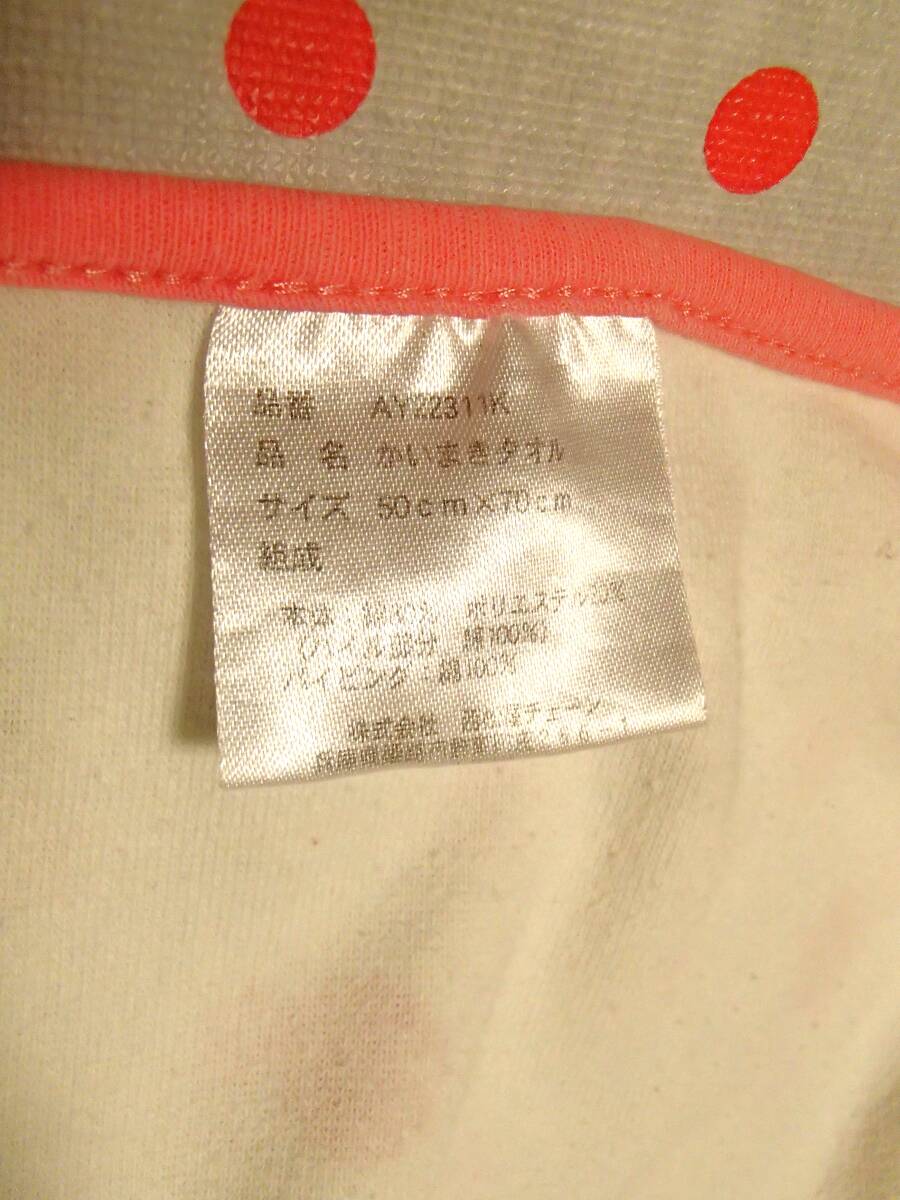 品番 AY22311K
品名 かいまきタオル
サイズ 50cm×70cm
組成
本体・ ポリエステル
(パイル部分 綿100%)
パイピング・綿100%
株式会社 西松屋チェーン